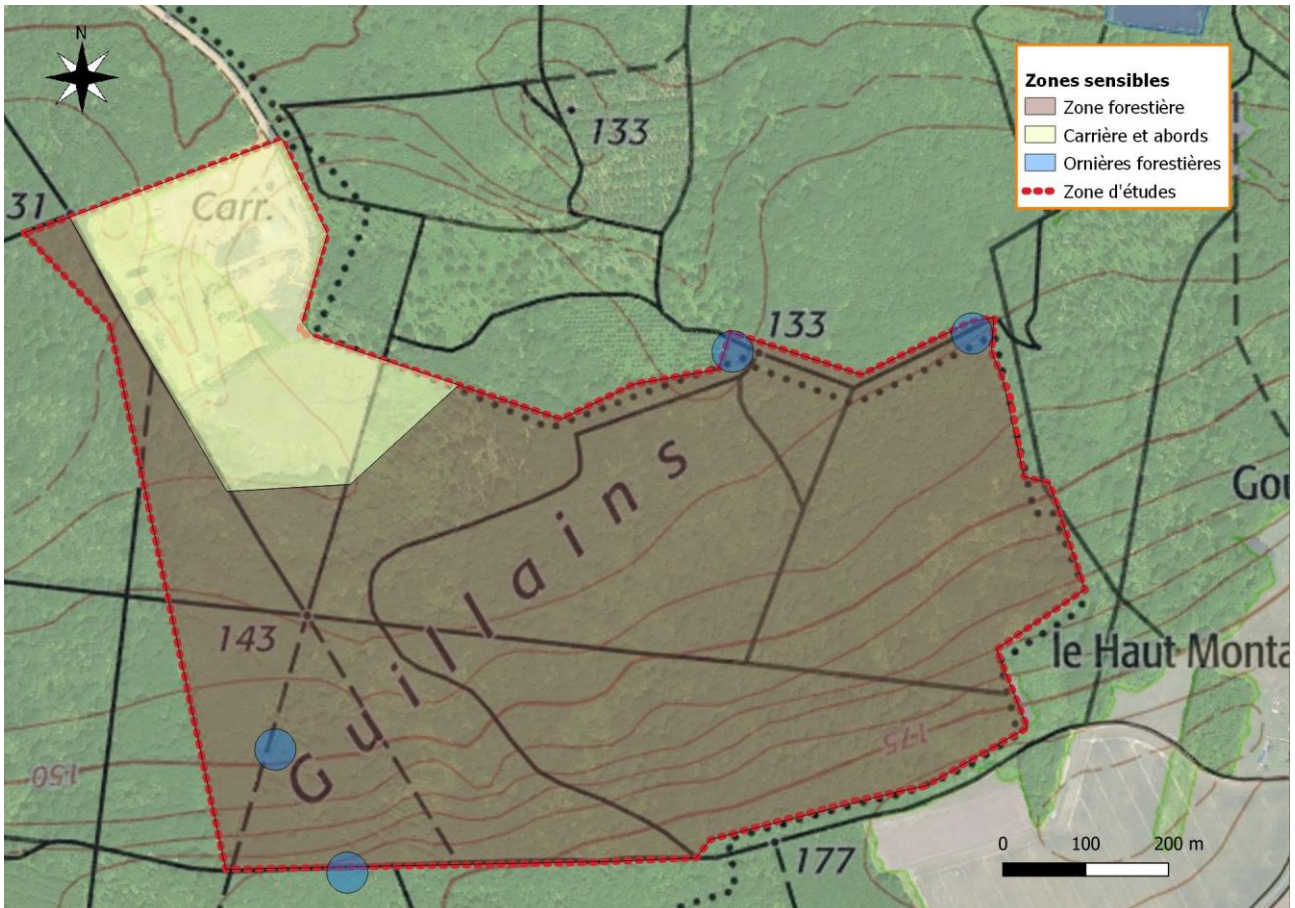 N
Zones sensibles
Zone forestière
Carrière et abords
Ornières forestières
Zone d'études
133
31
Carr.
133
Guillains
Gou
143
le Haut Monta
175
150
0 100 200 m
177